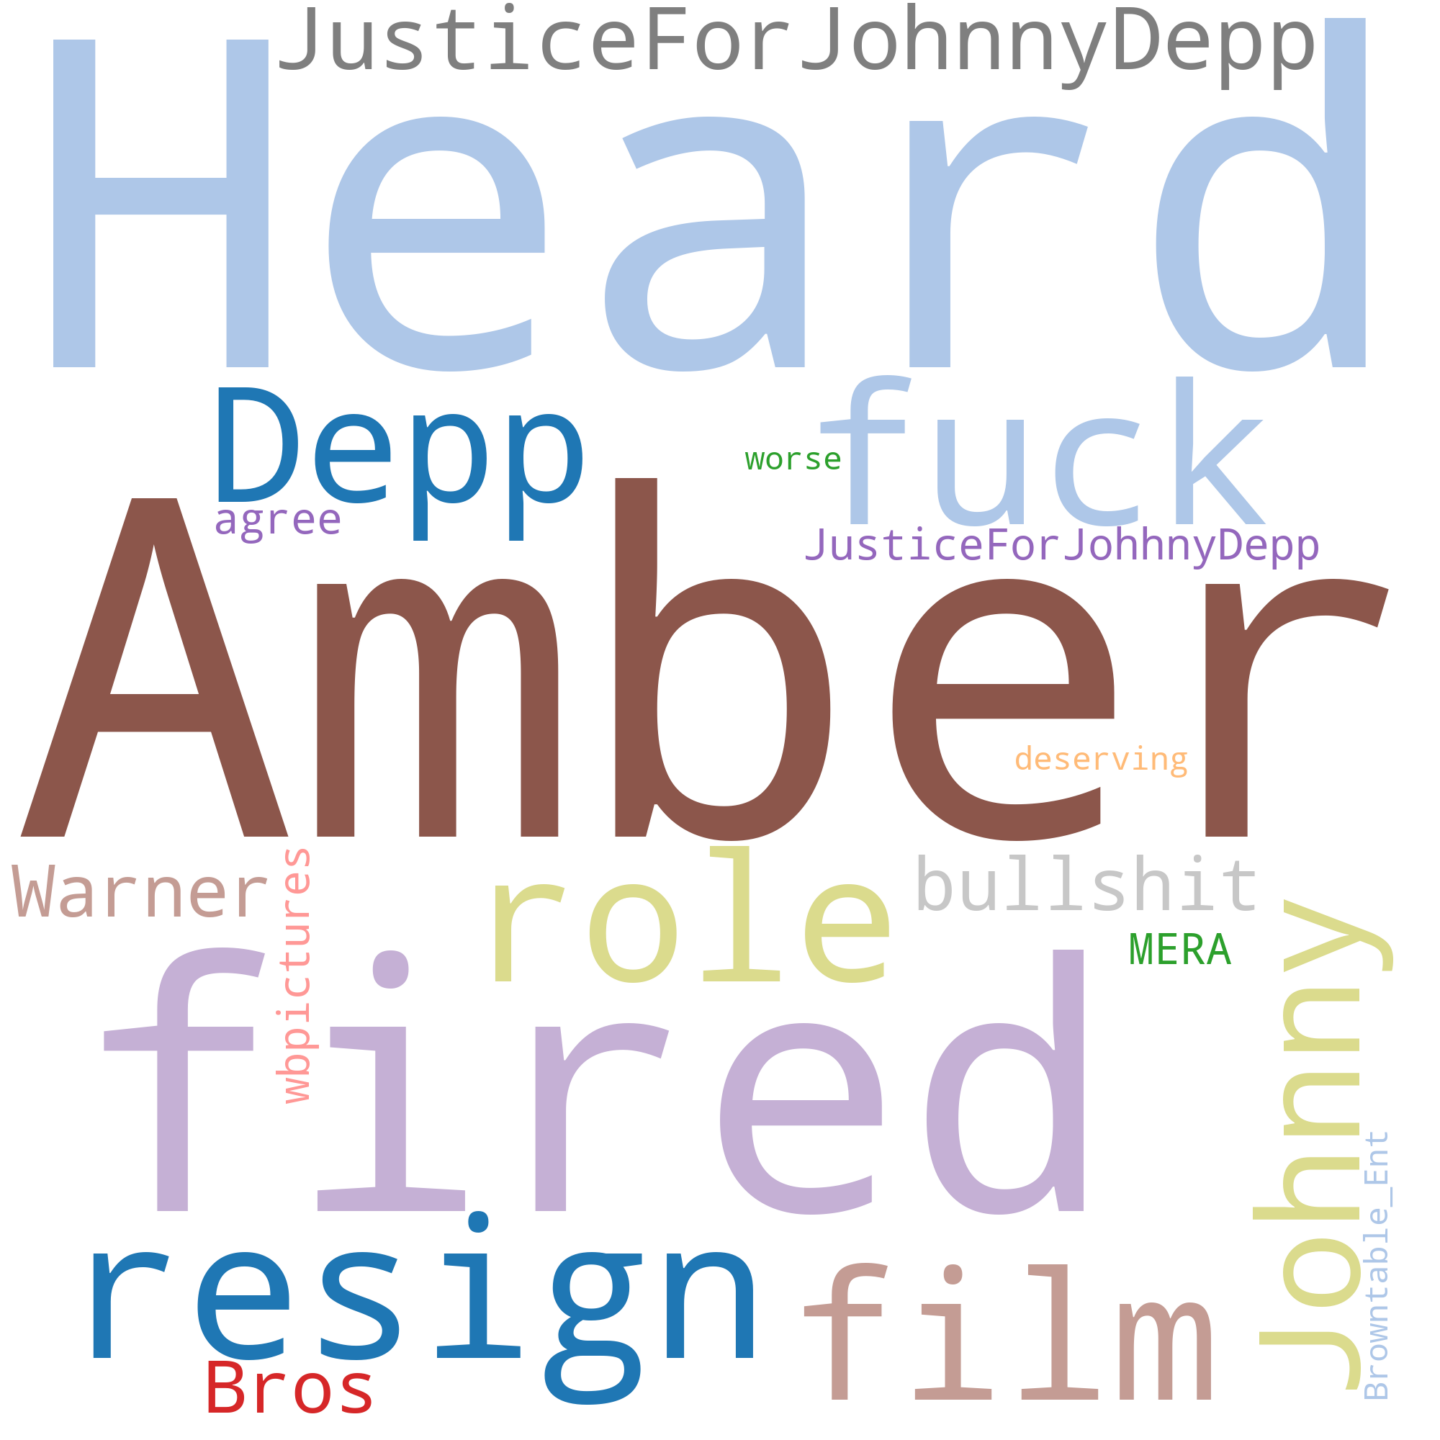 JusticeForJohnnyDepp
Heard
Depp
fuck
worse
agree
JusticeForJohhnyDepp
Amber
deserving
Warner
wbpictures
role
bullshit
MERA
Johnny
fired
Browntable_Ent
resign
film
Bros